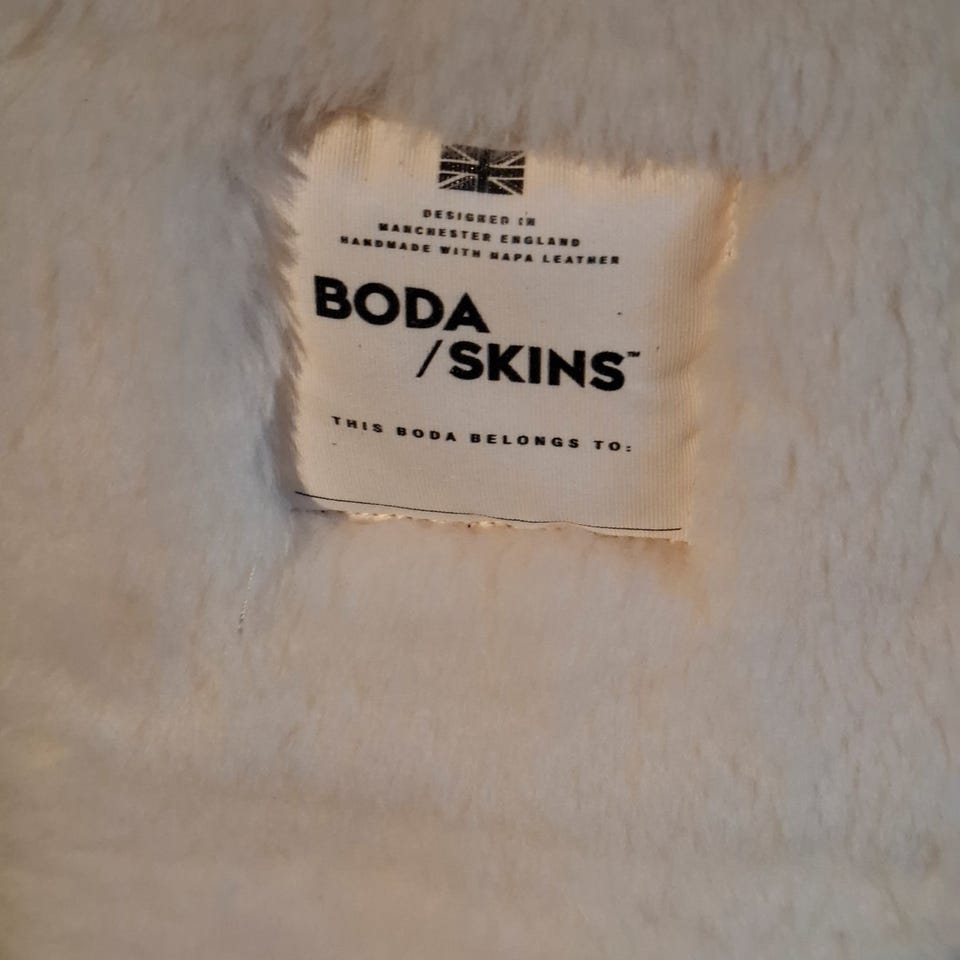 DESIGNED IN
MANCHESTER ENGLAND
HANDMADE WITH NAPA LEATHER
BODA
/SKINS™
THIS BODA BELONGS TO: